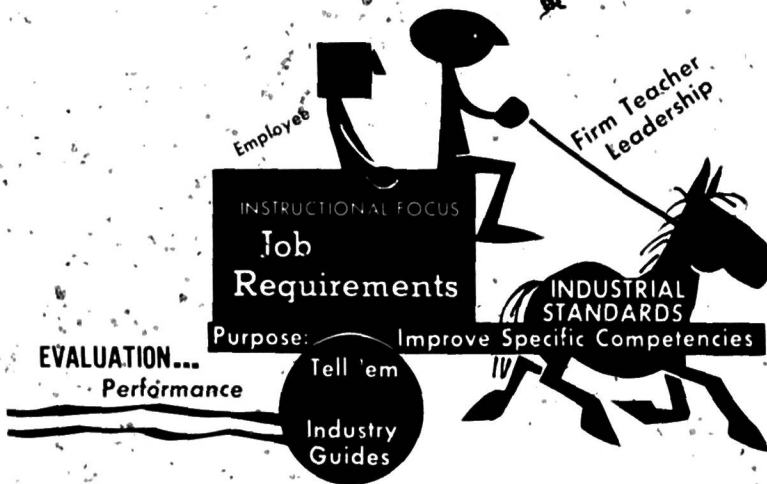 Employee
Firm Teacher
Leadership
INSTRUCTIONAL FOCUS
Job
Requirements
INDUSTRIAL
STANDARDS
Purpose: Improve Specific Competencies
EVALUATION...
Performance
Tell 'em
Industry
Guides